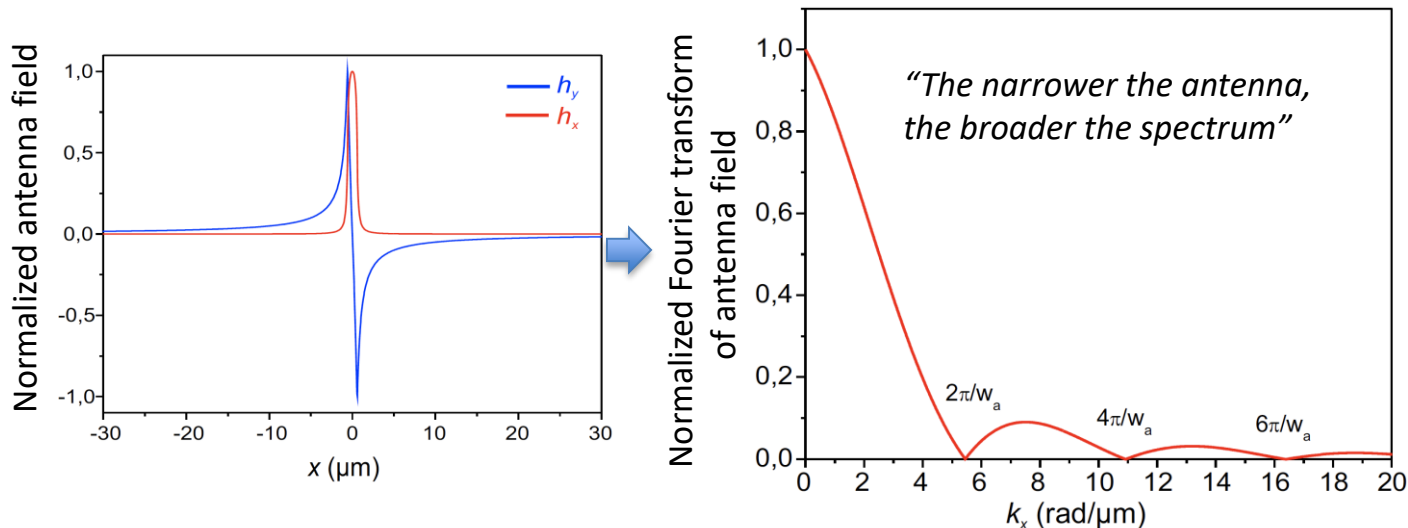 Normalized antenna field
1,0
0,5
0,0
-0,5
-1,0
h_y
h_x
-30
-20
-10
0
10
20
30
x (µm)
Normalized Fourier transform
of antenna field
1,0
0,8
0,6
0,4
0,2
0,0
“The narrower the antenna,
the broader the spectrum”
2π/w_a
4π/w_a
6π/w_a
0
2
4
6
8
10
12
14
16
18
20
k_x (rad/µm)